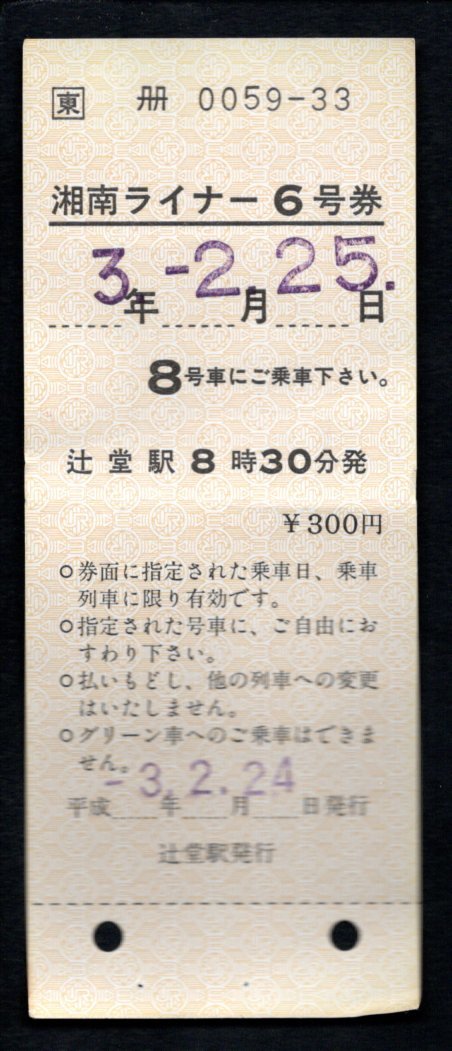 東 冊 0059-33
湘南ライナー6号券
3年-2月25.日
8号車にご乗車下さい。
辻堂駅8時30分発
￥300円
○券面に指定された乗車日、乗車
列車に限り有効です。
○指定された号車に、ご自由にお
すわり下さい。
○払いもどし、他の列車への変更
はいたしません。
○グリーン車へのご乗車はできま
せん。
-3.2.24
平成 年 月 日発行
辻堂駅発行